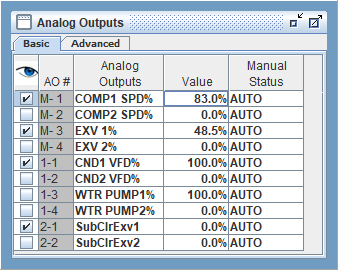 Analog Outputs
Basic Advanced
AO # Analog Outputs Value Manual Status
M- 1 COMP1 SPD% 83.0% AUTO
M- 2 COMP2 SPD% 0.0% AUTO
M- 3 EXV 1% 48.5% AUTO
M- 4 EXV 2% 0.0% AUTO
1-1 CND1 VFD% 100.0% AUTO
1-2 CND2 VFD% 0.0% AUTO
1-3 WTR PUMP1% 100.0% AUTO
1-4 WTR PUMP2% 0.0% AUTO
2-1 SubClrExv1 0.0% AUTO
2-2 SubClrExv2 0.0% AUTO